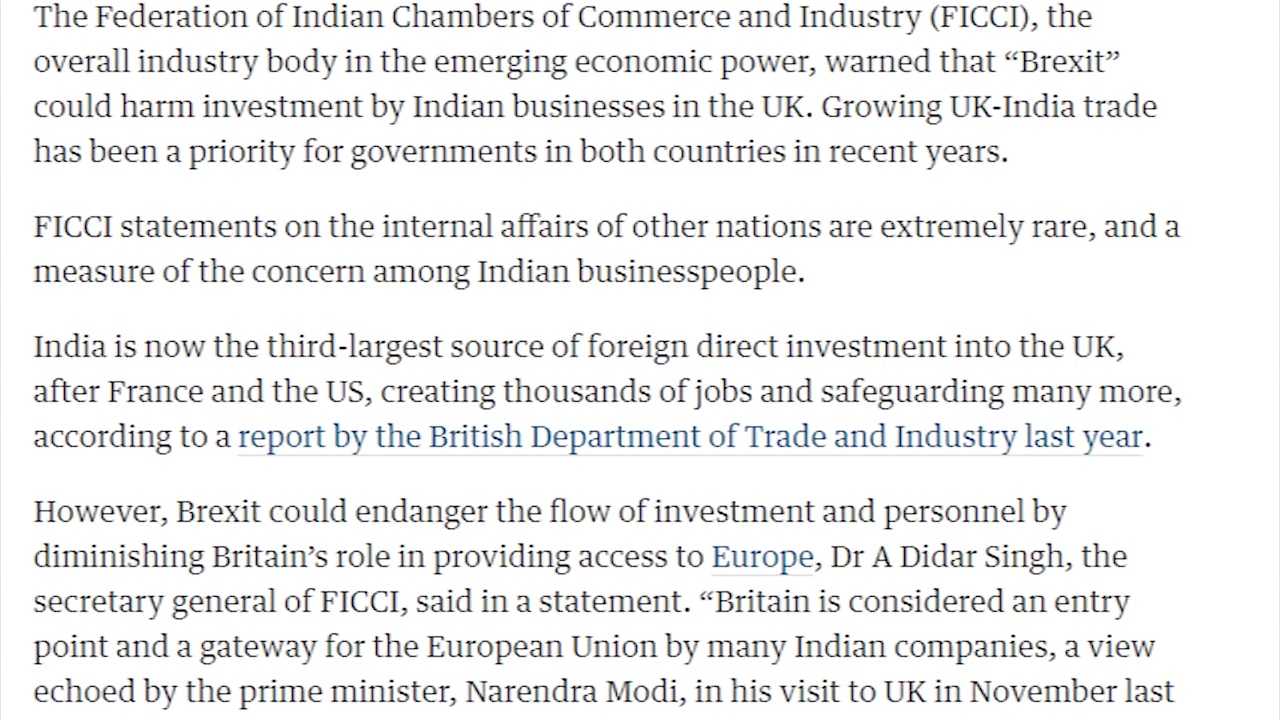 The Federation of Indian Chambers of Commerce and Industry (FICCI), the
overall industry body in the emerging economic power, warned that “Brexit”
could harm investment by Indian businesses in the UK. Growing UK-India trade
has been a priority for governments in both countries in recent years.
FICCI statements on the internal affairs of other nations are extremely rare, and a
measure of the concern among Indian businesspeople.
India is now the third-largest source of foreign direct investment into the UK,
after France and the US, creating thousands of jobs and safeguarding many more,
according to a report by the British Department of Trade and Industry last year.
However, Brexit could endanger the flow of investment and personnel by
diminishing Britain’s role in providing access to Europe, Dr A Didar Singh, the
secretary general of FICCI, said in a statement. “Britain is considered an entry
point and a gateway for the European Union by many Indian companies, a view
echoed by the prime minister, Narendra Modi, in his visit to UK in November last